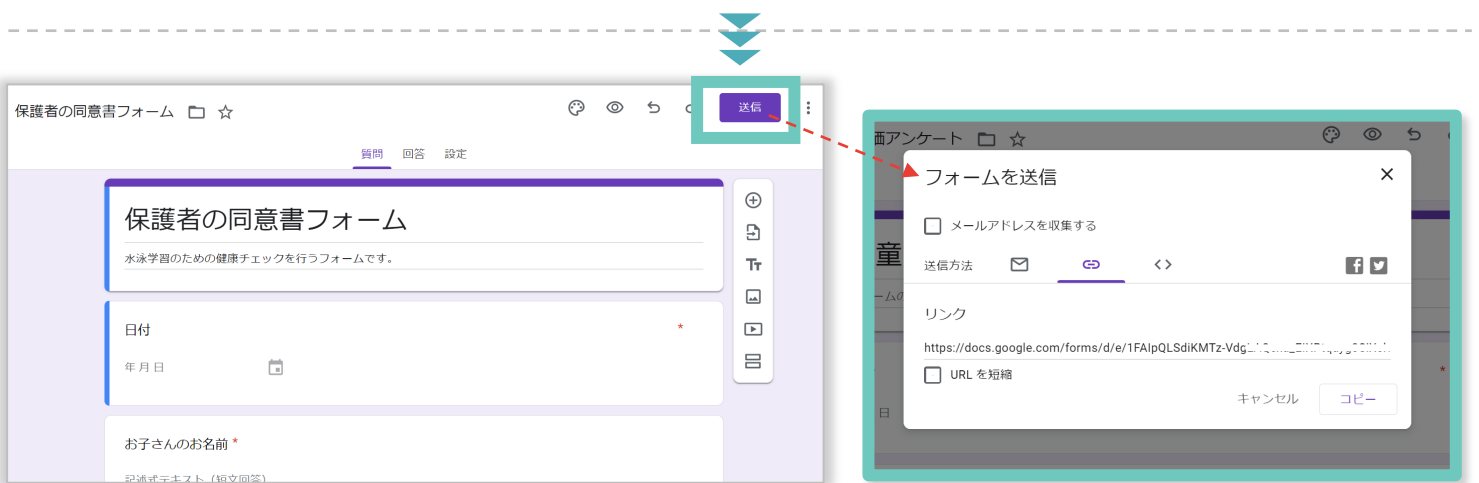 保護者の同意書フォーム
送信
質問 回答 設定
保護者の同意書フォーム
水泳学習のための健康チェックを行うフォームです。
日付 *
年 月 日
お子さんのお名前 *
記述式テキスト（短文回答）
価アンケート
童
ームの
日
*
フォームを送信
メールアドレスを収集する
送信方法
リンク
https://docs.google.com/forms/d/e/1FAIpQLSdiKMTz-Vdg
URL を短縮
キャンセル コピー